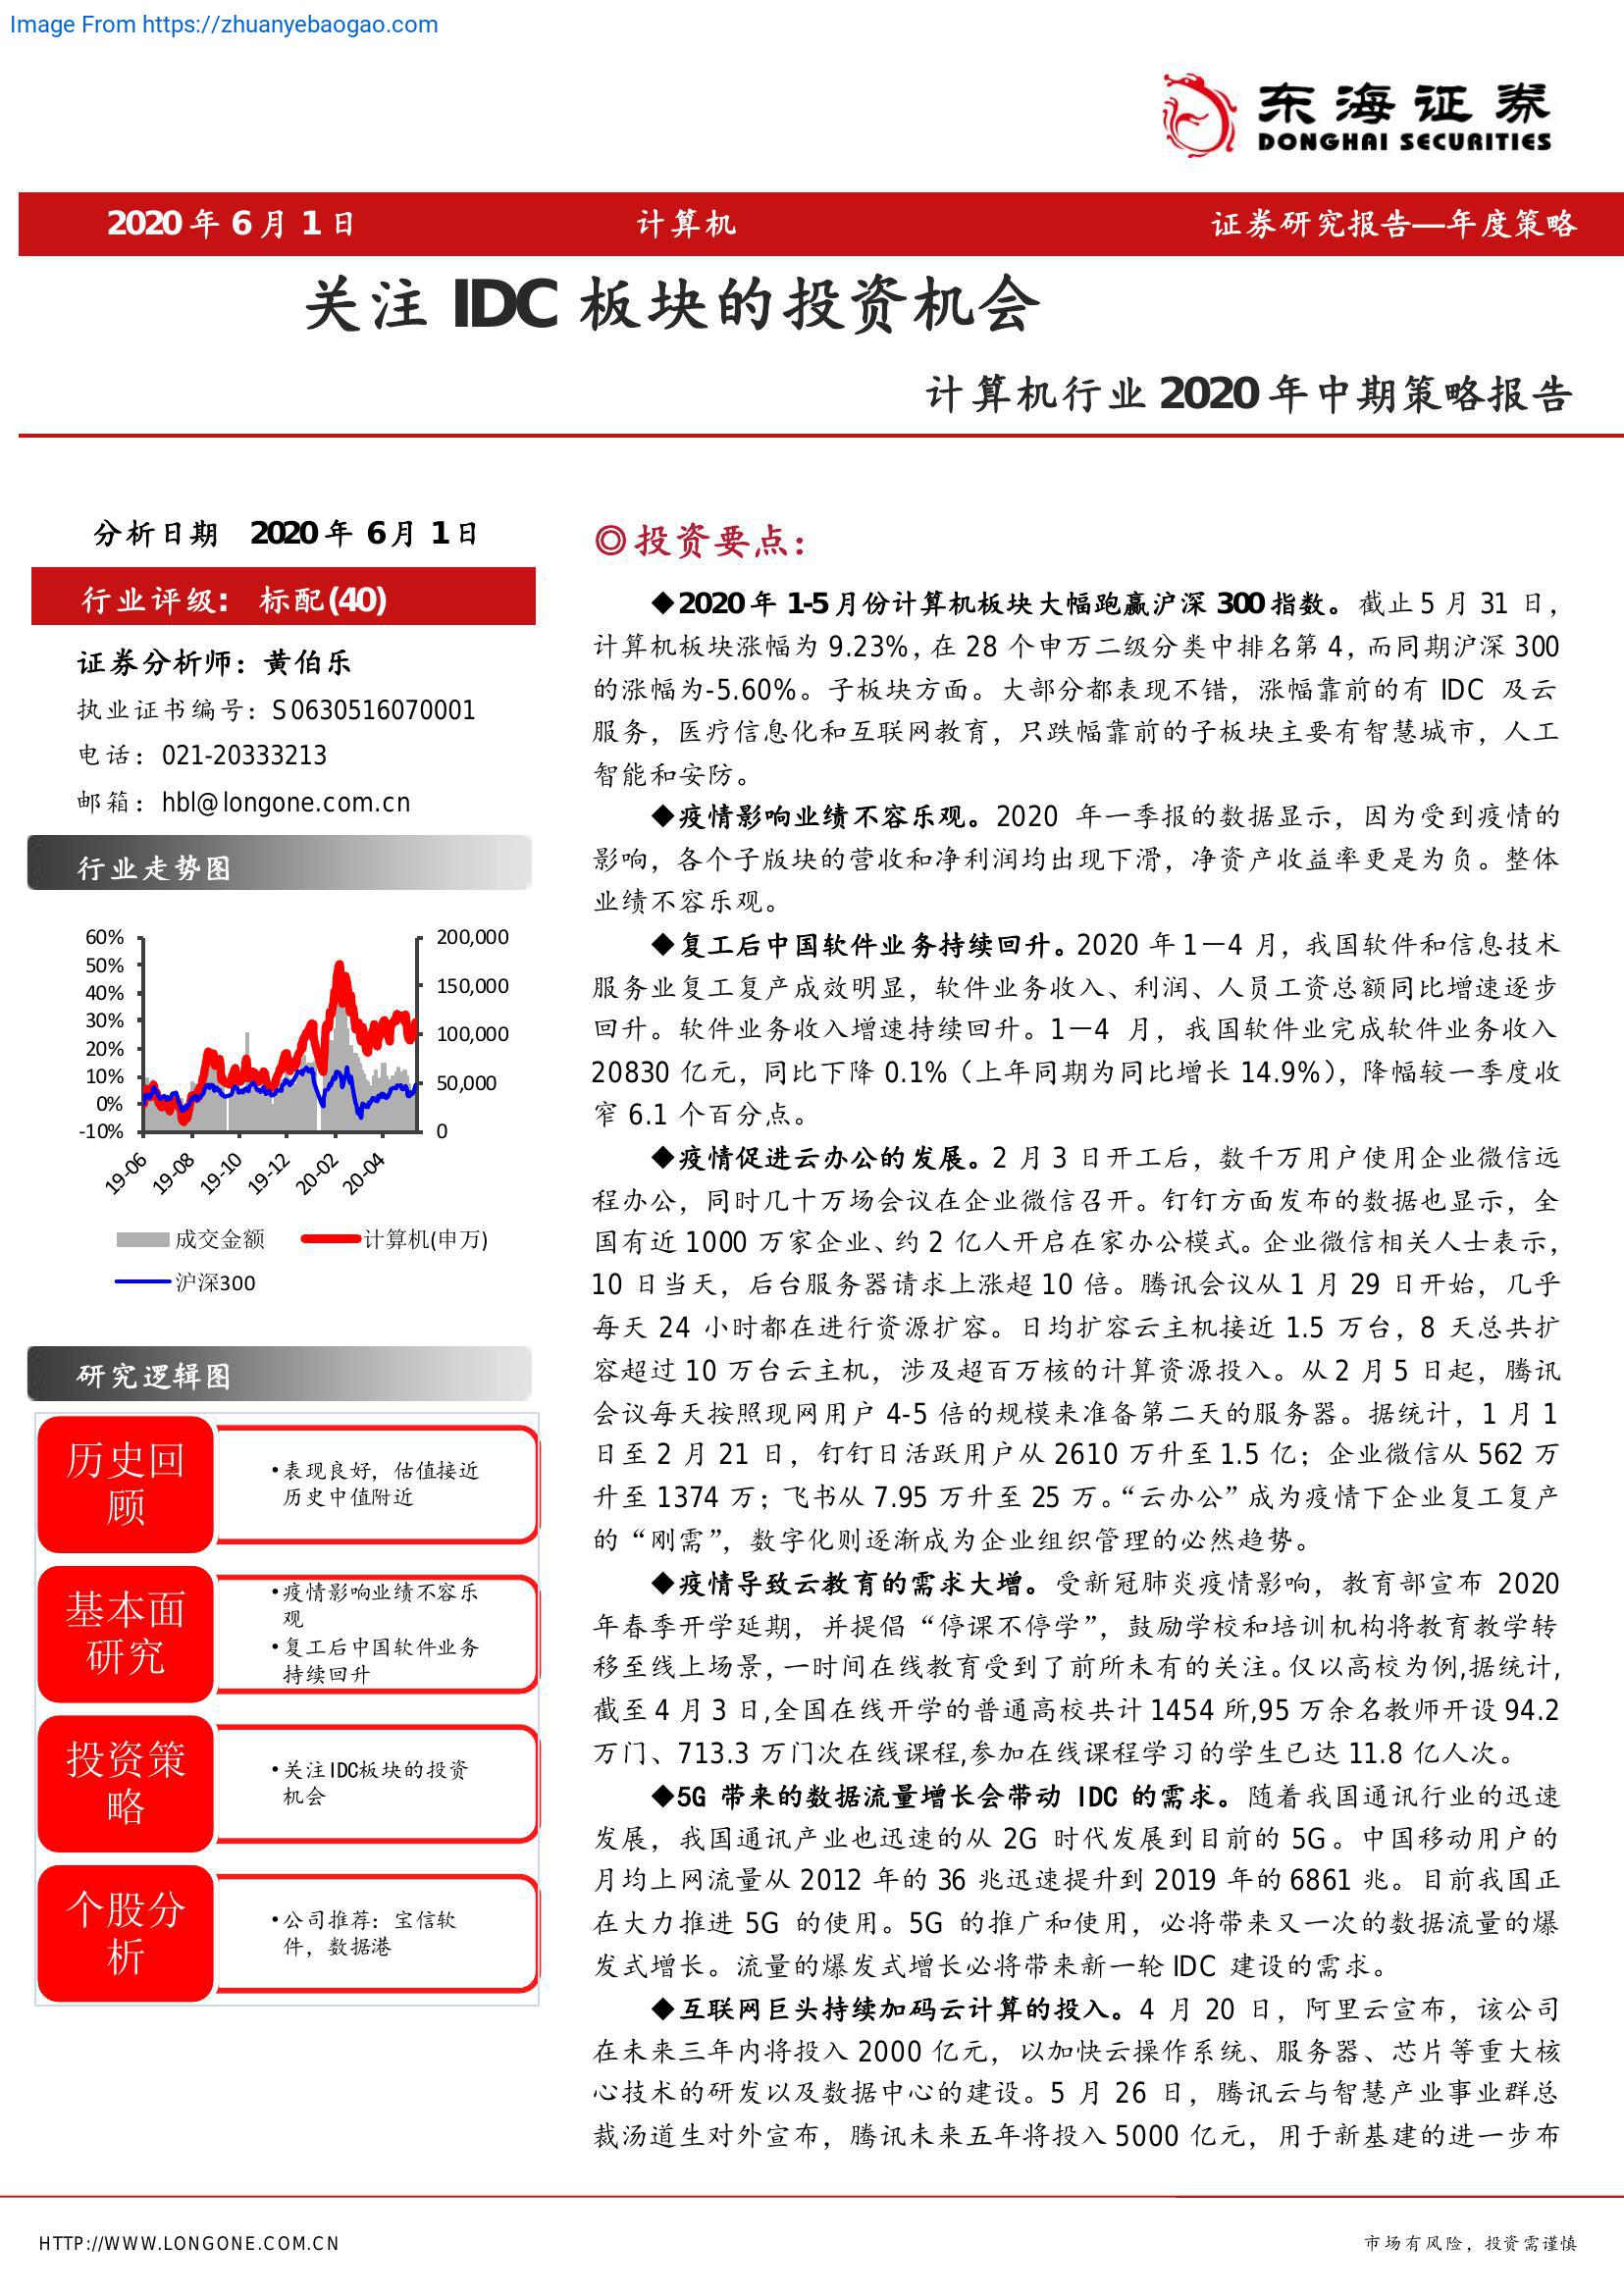 Image From https://zhuanyebaogao.com
东海证券
DONGHAI SECURITIES
2020年6月1日 计算机 证券研究报告—年度策略
关注 IDC 板块的投资机会
计算机行业2020年中期策略报告
分析日期 2020年6月1日
行业评级: 标配(40)
证券分析师：黄伯乐
执业证书编号：S0630516070001
电话：021-20333213
邮箱：hbl@longone.com.cn
行业走势图
60%
50%
40%
30%
20%
10%
0%
-10%
200,000
150,000
100,000
50,000
0
19-06 19-08 19-10 19-12 20-02 20-04
成交金额 计算机(申万)
沪深300
研究逻辑图
历史回
顾
•表现良好，估值接近
历史中值附近
基本面
研究
•疫情影响业绩不容乐
观
•复工后中国软件业务
持续回升
投资策
略
•关注IDC板块的投资
机会
个股分
析
•公司推荐：宝信软
件，数据港
◎投资要点：
◆2020年1-5月份计算机板块大幅跑赢沪深300指数。截止5月31日，
计算机板块涨幅为9.23%，在28个申万二级分类中排名第4，而同期沪深300
的涨幅为-5.60%。子板块方面。大部分都表现不错，涨幅靠前的有IDC及云
服务，医疗信息化和互联网教育，只跌幅靠前的子板块主要有智慧城市，人工
智能和安防。
◆疫情影响业绩不容乐观。2020 年一季报的数据显示，因为受到疫情的
影响，各个子版块的营收和净利润均出现下滑，净资产收益率更是为负。整体
业绩不容乐观。
◆复工后中国软件业务持续回升。2020年1－4月，我国软件和信息技术
服务业复工复产成效明显，软件业务收入、利润、人员工资总额同比增速逐步
回升。软件业务收入增速持续回升。1－4 月，我国软件业完成软件业务收入
20830亿元，同比下降0.1%（上年同期为同比增长14.9%），降幅较一季度收
窄6.1个百分点。
◆疫情促进云办公的发展。2月3日开工后，数千万用户使用企业微信远
程办公，同时几十万场会议在企业微信召开。钉钉方面发布的数据也显示，全
国有近1000万家企业、约2亿人开启在家办公模式。企业微信相关人士表示，
10日当天，后台服务器请求上涨超10倍。腾讯会议从1月29日开始，几乎
每天24小时都在进行资源扩容。日均扩容云主机接近1.5万台，8天总共扩
容超过10万台云主机，涉及超百万核的计算资源投入。从2月5日起，腾讯
会议每天按照现网用户4-5倍的规模来准备第二天的服务器。据统计，1月1
日至2月21日，钉钉日活跃用户从2610万升至1.5亿；企业微信从562万
升至1374万；飞书从7.95万升至25万。“云办公”成为疫情下企业复工复产
的“刚需”，数字化则逐渐成为企业组织管理的必然趋势。
◆疫情导致云教育的需求大增。受新冠肺炎疫情影响，教育部宣布2020
年春季开学延期，并提倡“停课不停学”，鼓励学校和培训机构将教育教学转
移至线上场景，一时间在线教育受到了前所未有的关注。仅以高校为例,据统计,
截至4月3日,全国在线开学的普通高校共计1454所,95万余名教师开设94.2
万门、713.3万门次在线课程,参加在线课程学习的学生已达11.8亿人次。
◆5G 带来的数据流量增长会带动 IDC 的需求。随着我国通讯行业的迅速
发展，我国通讯产业也迅速的从2G时代发展到目前的5G。中国移动用户的
月均上网流量从2012年的36兆迅速提升到2019年的6861兆。目前我国正
在大力推进5G的使用。5G的推广和使用，必将带来又一次的数据流量的爆
发式增长。流量的爆发式增长必将带来新一轮IDC建设的需求。
◆互联网巨头持续加码云计算的投入。4月20日，阿里云宣布，该公司
在未来三年内将投入2000亿元，以加快云操作系统、服务器、芯片等重大核
心技术的研发以及数据中心的建设。5月26日，腾讯云与智慧产业事业群总
裁汤道生对外宣布，腾讯未来五年将投入5000亿元，用于新基建的进一步布
HTTP://WWW.LONGONE.COM.CN 市场有风险，投资需谨慎